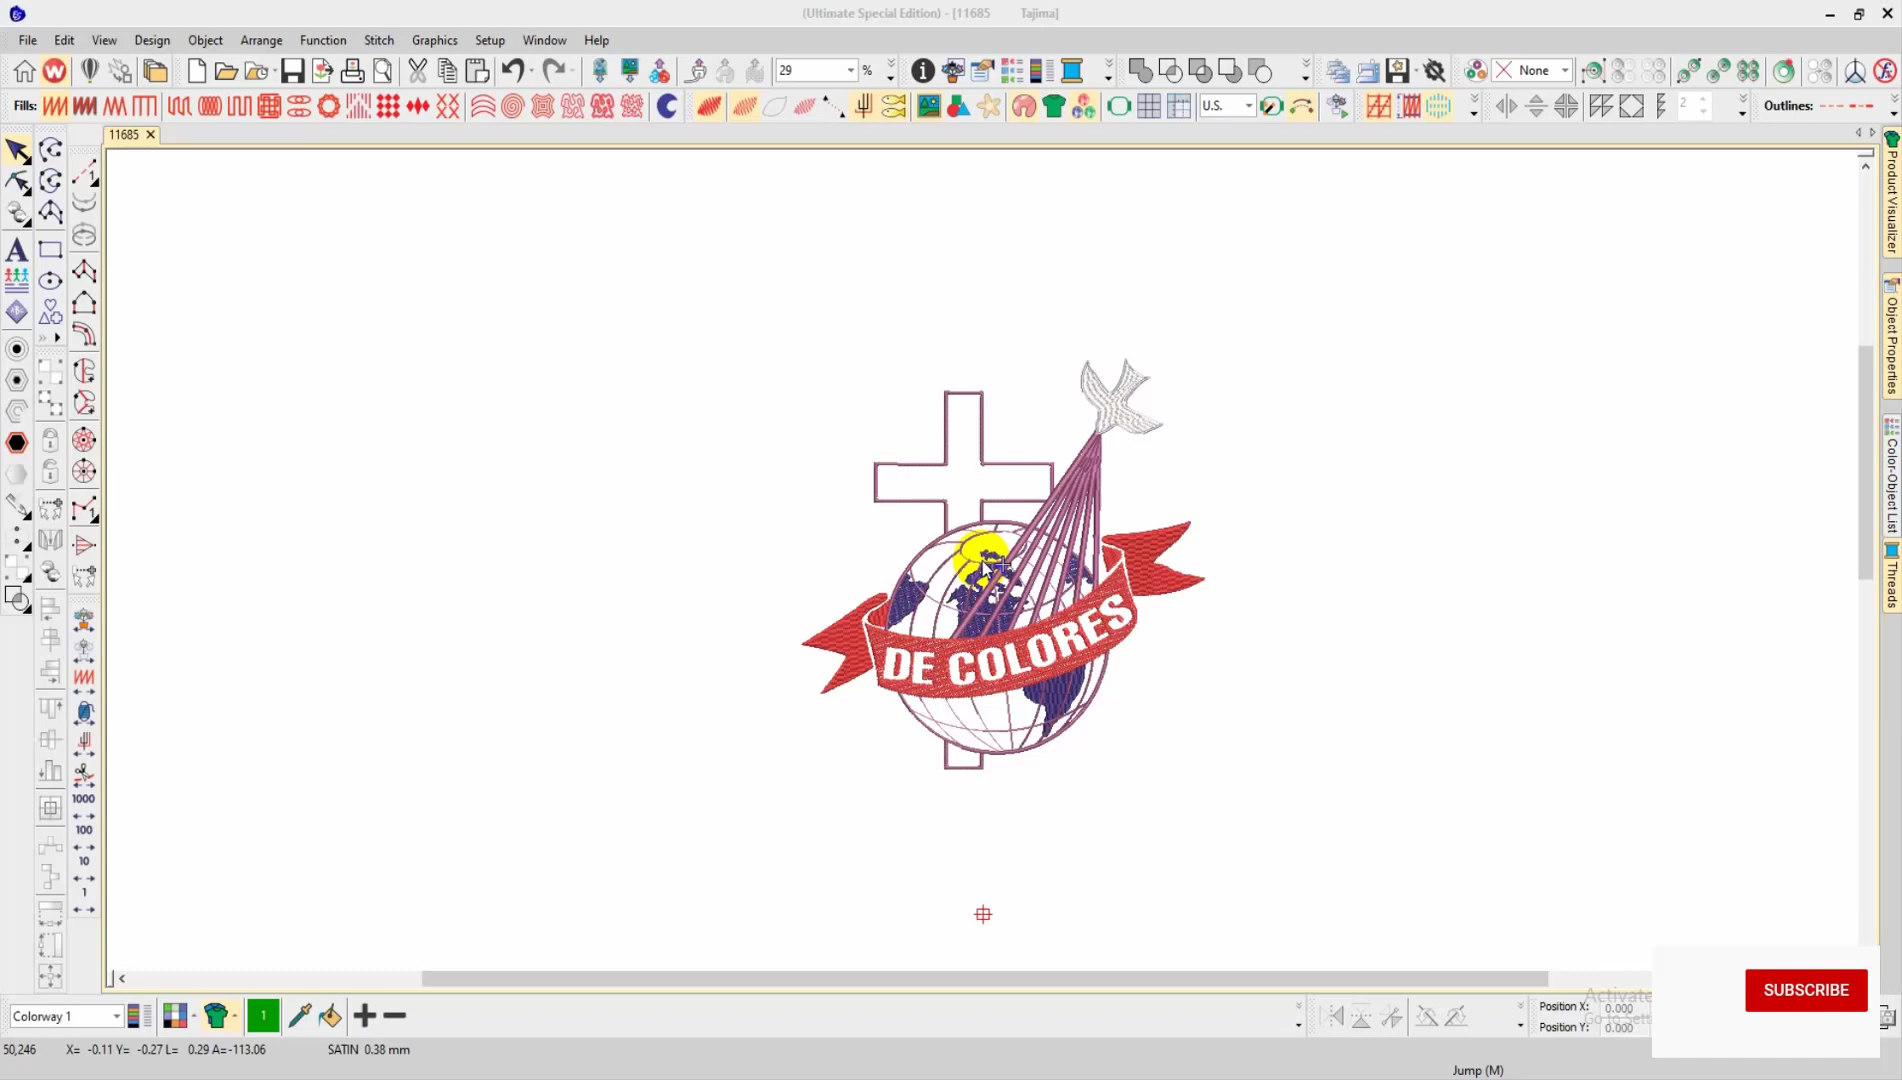 (Ultimate Special Edition) - [11685 Tajima]
File Edit View Design Object Arrange Function Stitch Graphics Setup Window Help
29 %
None
Fills:
U.S.
2
Outlines:
11685
Product Visualizer
Object Properties
Color-Object List
Threads
DE COLORES
1000
100
10
1
SUBSCRIBE
Colorway 1
1
Position X: 0.000
Position Y: 0.000
50,246 X= -0.11 Y= -0.27 L= 0.29 A=-113.06 SATIN 0.38 mm
Jump (M)